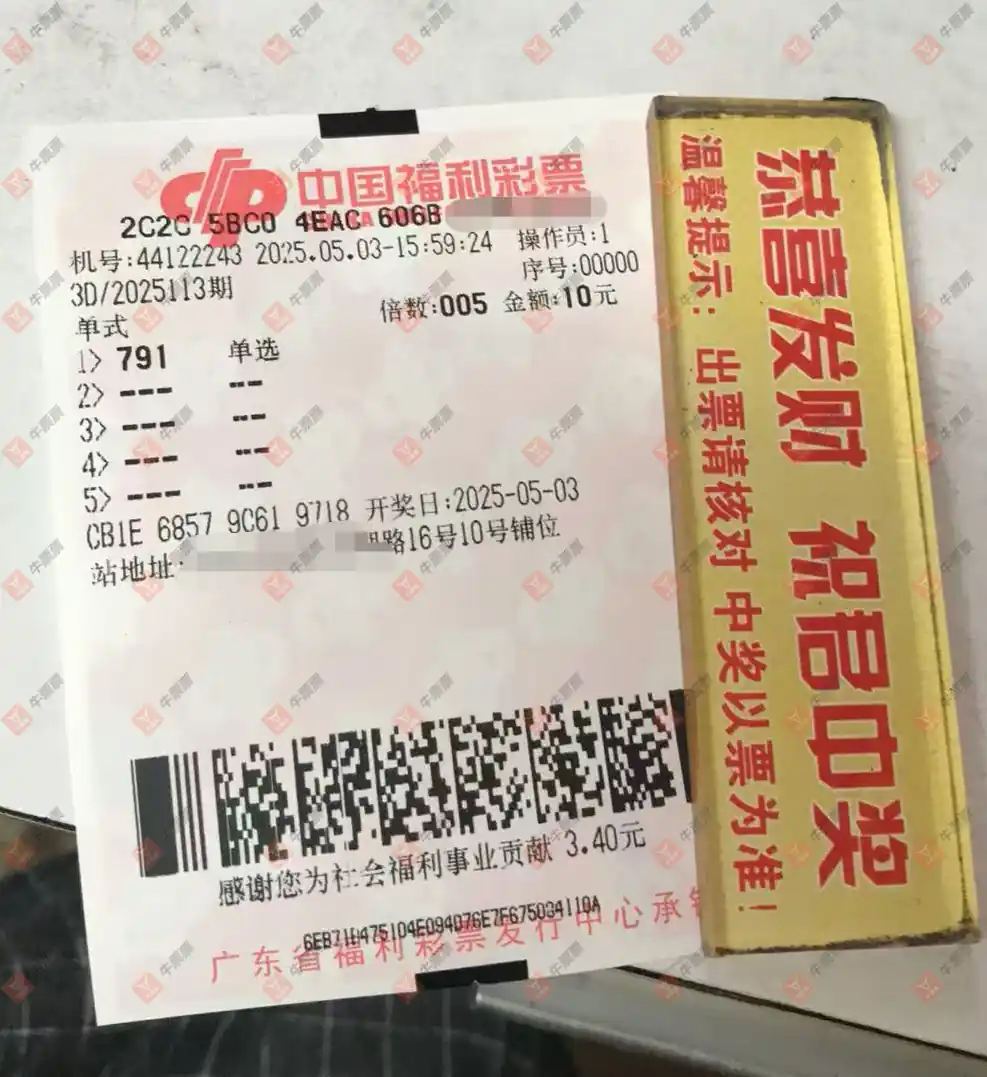 中国福利彩票
2C2C 5BC0 4EAC 606B
机号:44122243 2025.05.03-15:59:24 操作员:1
序号:00000
3D/2025113期
倍数:005 金额:10元
单式
1> 791 单选
2> --- --
3> --- --
4> --- --
5> --- --
CB1E 6857 9C61 9718 开奖日:2025-05-03
站地址: 路16号10号铺位
感谢您为社会福利事业贡献 3.40元
广东省福利彩票发行中心承
恭喜发财 祝君中奖
温馨提示: 出票请核对 中奖以票为准!
牛票票